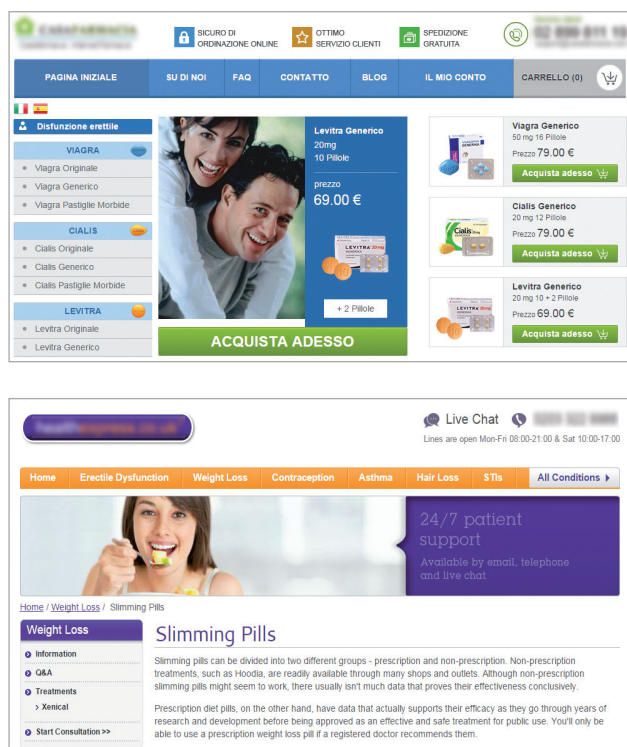 SICURO DI
ORDINAZIONE ONLINE
OTTIMO
SERVIZIO CLIENTI
SPEDIZIONE
GRATUITA
PAGINA INIZIALE
SU DI NOI
FAQ
CONTATTO
BLOG
IL MIO CONTO
CARRELLO (0)
Disfunzione erettile
VIAGRA
Viagra Originale
Viagra Generico
Viagra Pastiglie Morbide
CIALIS
Cialis Originale
Cialis Generico
Cialis Pastiglie Morbide
LEVITRA
Levitra Originale
Levitra Generico
Levitra Generico
20mg
10 Pillole
prezzo
69.00 €
LEVITRA 20mg
+ 2 Pillole
ACQUISTA ADESSO
Viagra Generico
50 mg 16 Pillole
Prezzo 79.00 €
Acquista adesso
Cialis
Cialis Generico
20 mg 12 Pillole
Prezzo 79.00 €
Acquista adesso
LEVITRA
Levitra Generico
20 mg 10 + 2 Pillole
Prezzo 69.00 €
Acquista adesso
Live Chat
Lines are open Mon-Fri 08:00-21:00 & Sat 10:00-17:00
Home
Erectile Dysfunction
Weight Loss
Contraception
Asthma
Hair Loss
STIs
All Conditions
24/7 patient
support
Available by email, telephone
and live chat
Home / Weight Loss / Slimming Pills
Weight Loss
Information
Q&A
Treatments
> Xenical
Start Consultation >>
Slimming Pills
Slimming pills can be divided into two different groups - prescription and non-prescription. Non-prescription
treatments, such as Hoodia, are readily available through many shops and outlets. Although non-prescription
slimming pills might seem to work, there usually isn't much data that proves their effectiveness conclusively.
Prescription diet pills, on the other hand, have data that actually supports their efficacy as they go through years of
research and development before being approved as an effective and safe treatment for public use. You'll only be
able to use a prescription weight loss pill if a registered doctor recommends them.